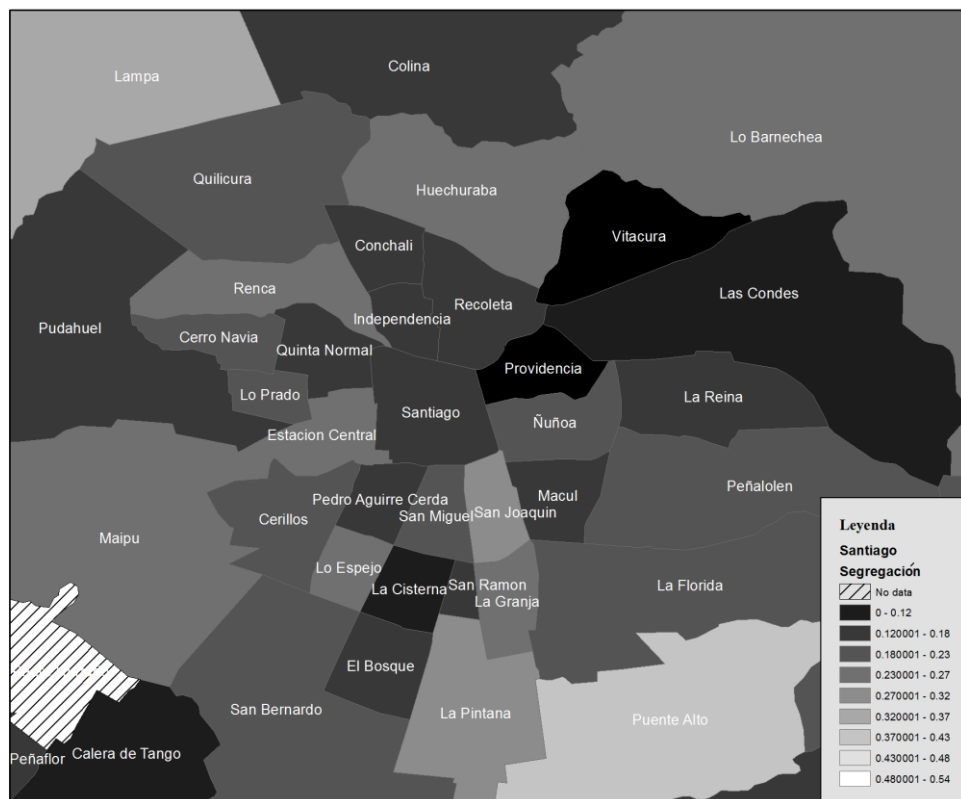 Lampa
Colina
Lo Barnechea
Quilicura
Huechuraba
Vitacura
Conchali
Las Condes
Renca
Recoleta
Independencia
Pudahuel
Cerro Navia
Quinta Normal
Providencia
Lo Prado
La Reina
Santiago
Ñuñoa
Estacion Central
Peñalolen
Pedro Aguirre Cerda
Macul
San Miguel
San Joaquin
Cerillos
Maipu
Lo Espejo
La Cisterna
San Ramon
La Granja
La Florida
El Bosque
San Bernardo
La Pintana
Puente Alto
Peñaflor
Calera de Tango
Leyenda
Santiago
Segregación
No data
0 - 0.12
0.120001 - 0.18
0.180001 - 0.23
0.230001 - 0.27
0.270001 - 0.32
0.320001 - 0.37
0.370001 - 0.43
0.430001 - 0.48
0.480001 - 0.54